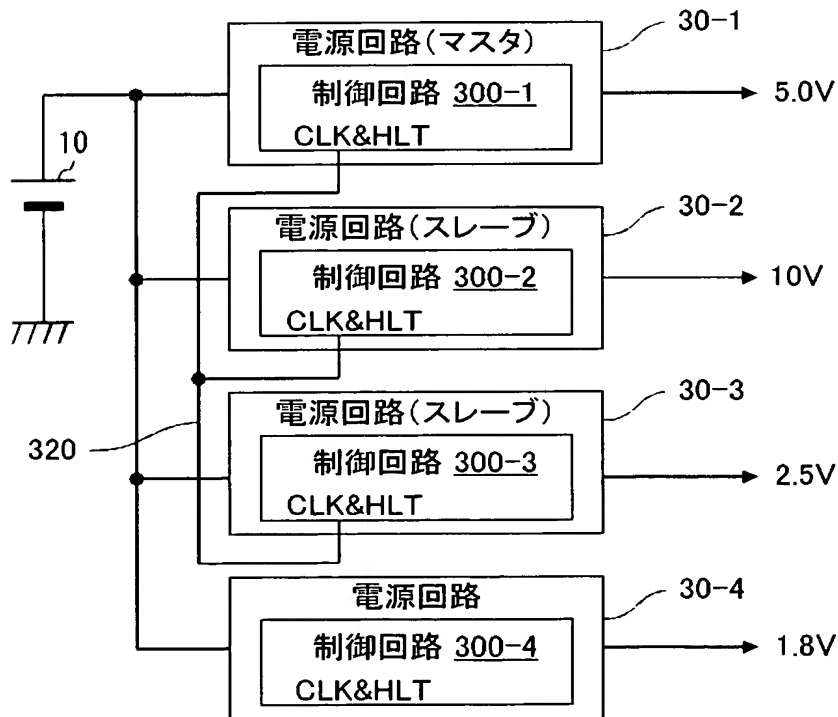 電源回路(マスタ)
30-1
制御回路 300-1
5.0V
CLK&HLT
10
電源回路(スレーブ)
30-2
制御回路 300-2
10V
CLK&HLT
電源回路(スレーブ)
30-3
320
制御回路 300-3
2.5V
CLK&HLT
電源回路
30-4
制御回路 300-4
1.8V
CLK&HLT